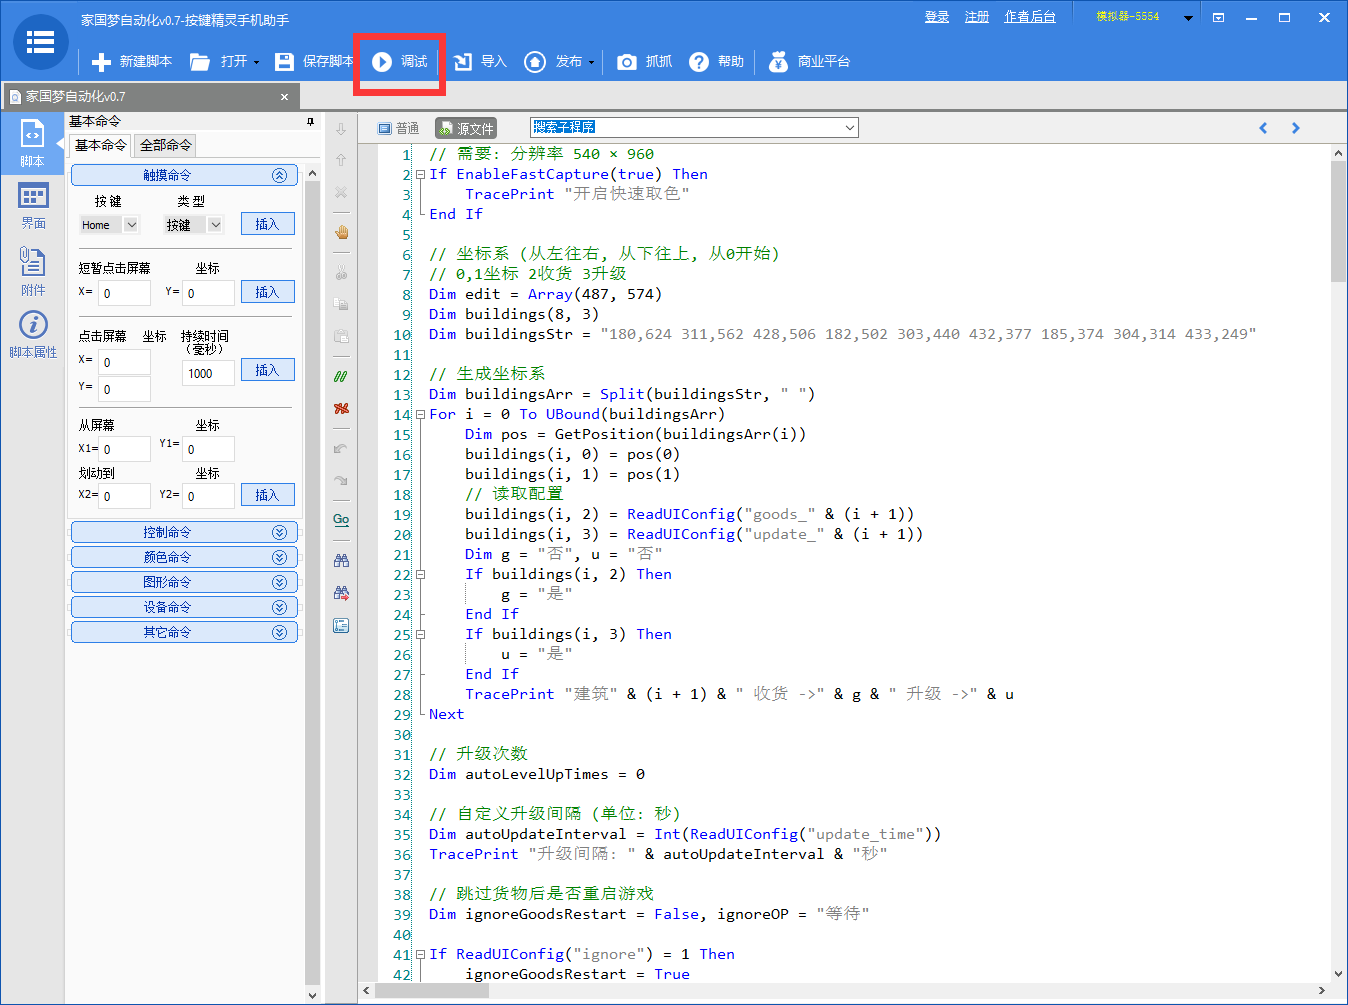 家国梦自动化v0.7-按键精灵手机助手
登录 注册 作者后台 模拟器-5554
新建脚本 打开 保存脚本 调试 导入 发布 抓抓 帮助 商业平台
家国梦自动化v0.7 ×
脚本
界面
附件
脚本属性
基本命令
基本命令 全部命令
触摸命令
按键 类型
Home 按键 插入
短暂点击屏幕 坐标
X= 0 Y= 0 插入
点击屏幕 坐标 持续时间
(毫秒)
X= 0
1000 插入
Y= 0
从屏幕 坐标
X1= 0 Y1= 0
划动到 坐标
X2= 0 Y2= 0 插入
控制命令
颜色命令
图形命令
设备命令
其它命令
Go
普通 源文件 搜索子程序
1 // 需要: 分辨率 540 × 960
2 If EnableFastCapture(true) Then
3 TracePrint "开启快速取色"
4 End If
5
6 // 坐标系 (从左往右, 从下往上, 从0开始)
7 // 0,1坐标 2收货 3升级
8 Dim edit = Array(487, 574)
9 Dim buildings(8, 3)
10 Dim buildingsStr = "180,624 311,562 428,506 182,502 303,440 432,377 185,374 304,314 433,249"
11
12 // 生成坐标系
13 Dim buildingsArr = Split(buildingsStr, " ")
14 For i = 0 To UBound(buildingsArr)
15 Dim pos = GetPosition(buildingsArr(i))
16 buildings(i, 0) = pos(0)
17 buildings(i, 1) = pos(1)
18 // 读取配置
19 buildings(i, 2) = ReadUIConfig("goods_" & (i + 1))
20 buildings(i, 3) = ReadUIConfig("update_" & (i + 1))
21 Dim g = "否", u = "否"
22 If buildings(i, 2) Then
23 g = "是"
24 End If
25 If buildings(i, 3) Then
26 u = "是"
27 End If
28 TracePrint "建筑" & (i + 1) & " 收货 ->" & g & " 升级 ->" & u
29 Next
30
31 // 升级次数
32 Dim autoLevelUpTimes = 0
33
34 // 自定义升级间隔 (单位: 秒)
35 Dim autoUpdateInterval = Int(ReadUIConfig("update_time"))
36 TracePrint "升级间隔: " & autoUpdateInterval & "秒"
37
38 // 跳过货物后是否重启游戏
39 Dim ignoreGoodsRestart = False, ignoreOP = "等待"
40
41 If ReadUIConfig("ignore") = 1 Then
42 ignoreGoodsRestart = True